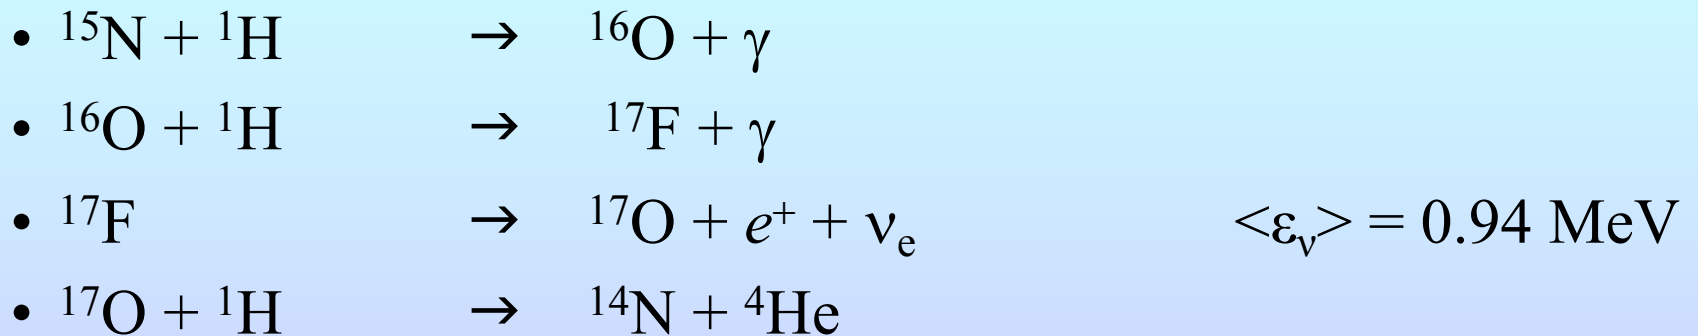 • ¹⁵N + ¹H → ¹⁶O + γ
• ¹⁶O + ¹H → ¹⁷F + γ
• ¹⁷F → ¹⁷O + e⁺ + νₑ <εᵥ> = 0.94 MeV
• ¹⁷O + ¹H → ¹⁴N + ⁴He